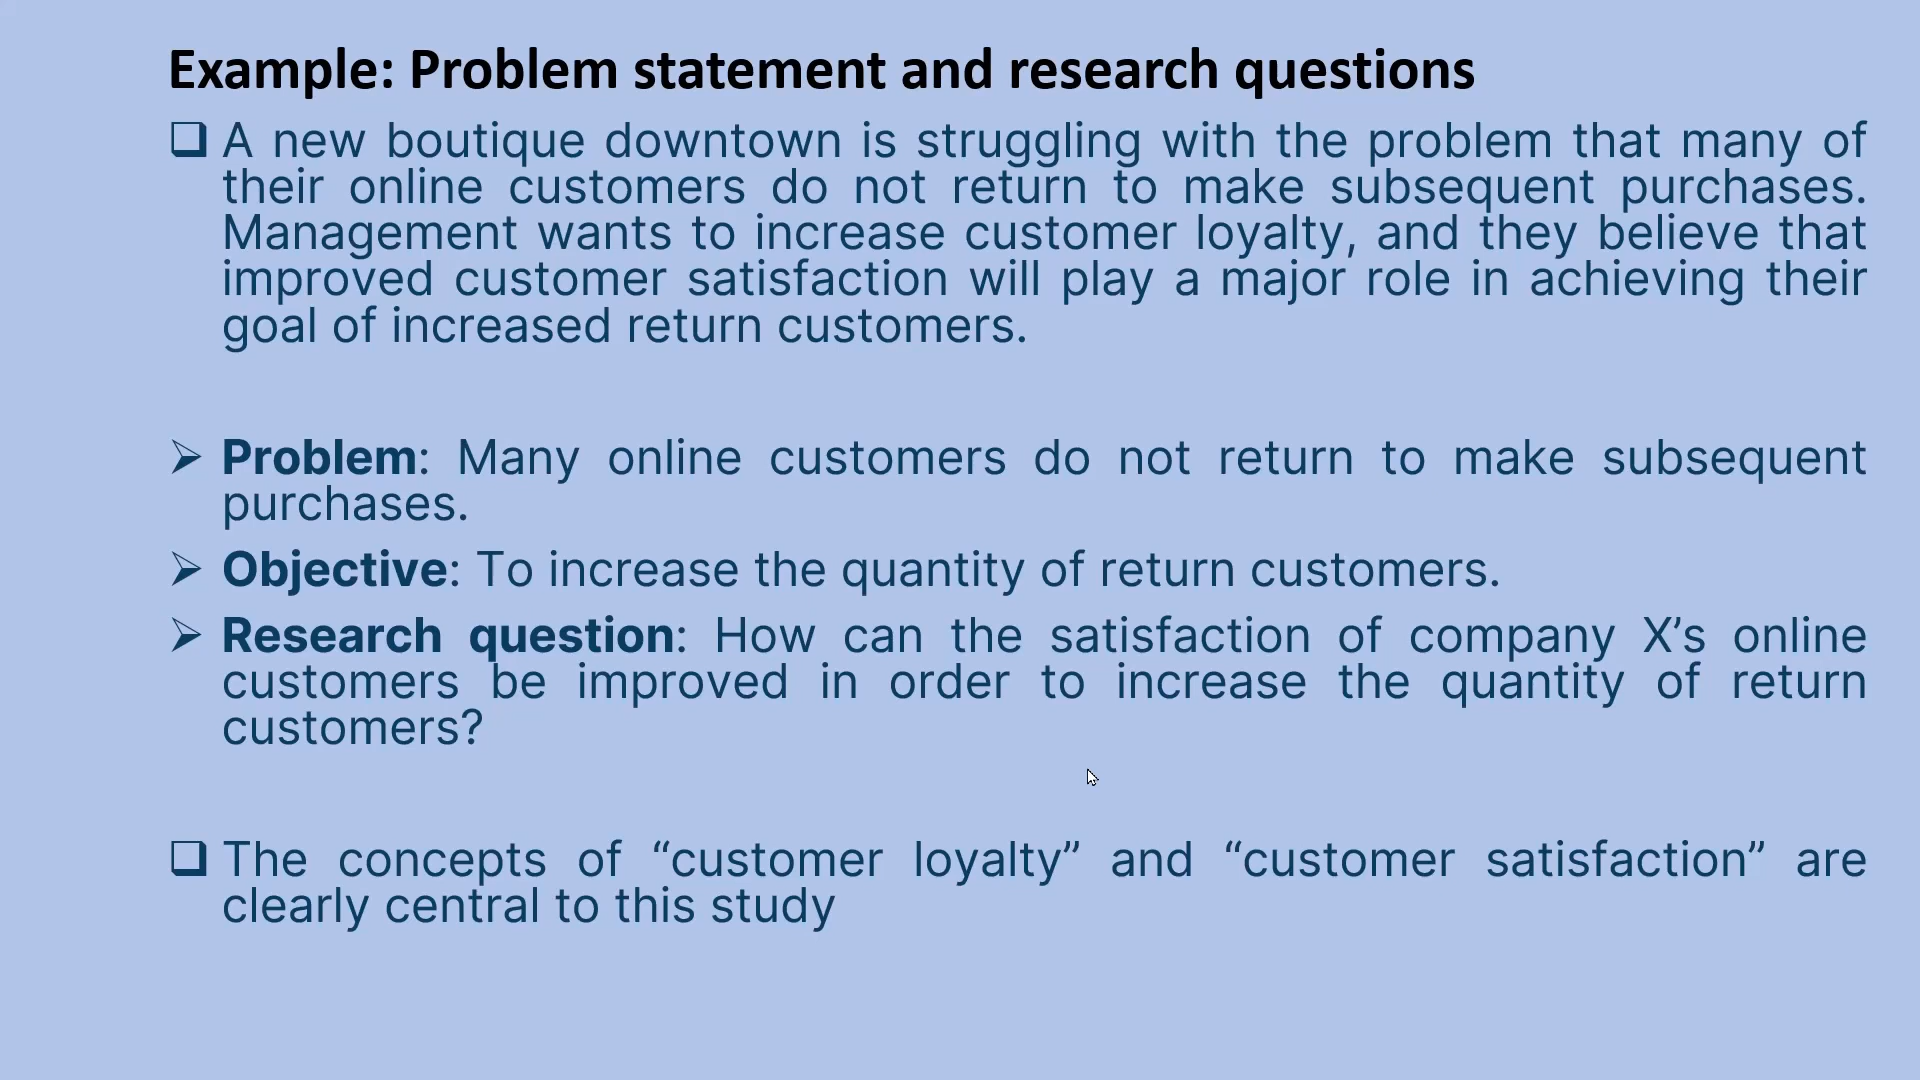 Example: Problem statement and research questions
A new boutique downtown is struggling with the problem that many of
their online customers do not return to make subsequent purchases.
Management wants to increase customer loyalty, and they believe that
improved customer satisfaction will play a major role in achieving their
goal of increased return customers.
Problem: Many online customers do not return to make subsequent
purchases.
Objective: To increase the quantity of return customers.
Research question: How can the satisfaction of company X’s online
customers be improved in order to increase the quantity of return
customers?
The concepts of “customer loyalty” and “customer satisfaction” are
clearly central to this study